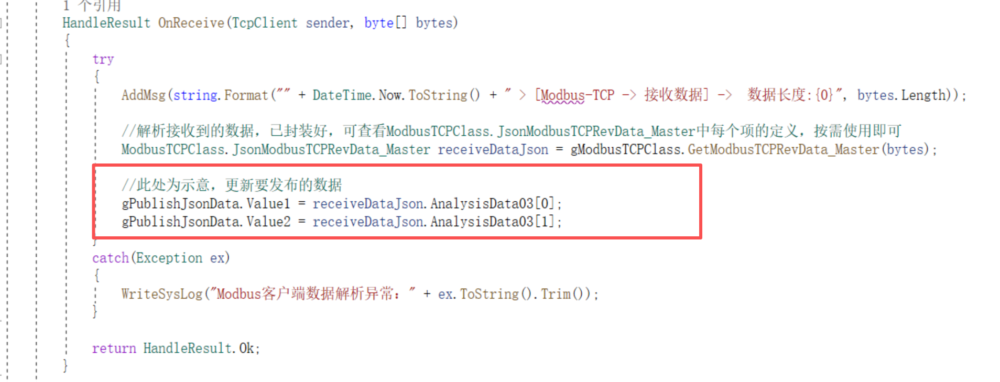 1 个引用
HandleResult OnReceive(TcpClient sender, byte[] bytes)
{
try
{
AddMsg(string.Format("" + DateTime.Now.ToString() + " > [Modbus-TCP -> 接收数据] ->  数据长度:{0}", bytes.Length));
//解析接收到的数据，已封装好，可查看ModbusTCPClass.JsonModbusTCPRevData_Master中每个项的定义，按需使用即可
ModbusTCPClass.JsonModbusTCPRevData_Master receiveDataJson = gModbusTCPClass.GetModbusTCPRevData_Master(bytes);
//此处为示意，更新要发布的数据
gPublishJsonData.Value1 = receiveDataJson.AnalysisData03[0];
gPublishJsonData.Value2 = receiveDataJson.AnalysisData03[1];
}
catch(Exception ex)
{
WriteSysLog("Modbus客户端数据解析异常：" + ex.ToString().Trim());
}
return HandleResult.Ok;
}